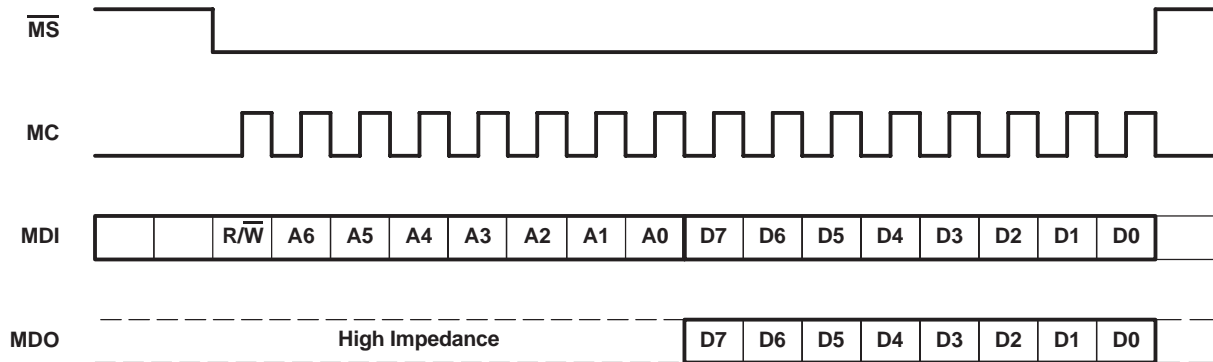 M̅S̅
MC
MDI R/W̅ A6 A5 A4 A3 A2 A1 A0 D7 D6 D5 D4 D3 D2 D1 D0
MDO High Impedance D7 D6 D5 D4 D3 D2 D1 D0